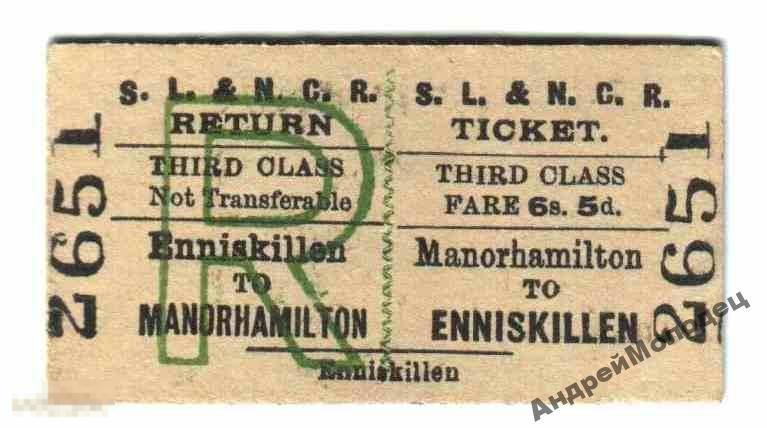 S. L. & N. C. R.
RETURN
THIRD CLASS
Not Transferable
Enniskillen
TO
MANORHAMILTON
R
S. L. & N. C. R.
TICKET.
THIRD CLASS
FARE 6s. 5d.
Manorhamilton
TO
ENNISKILLEN
Enniskillen
2651
2651
АндрейМолодец